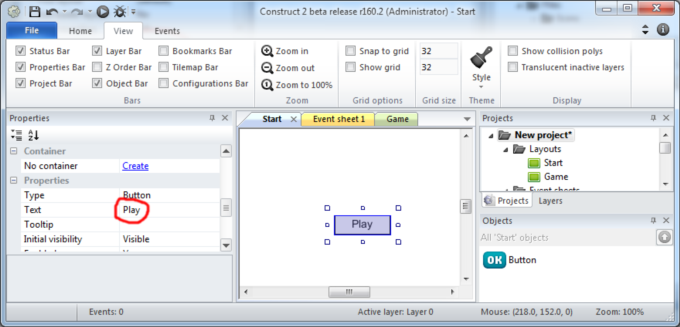 Construct 2 beta release r160.2 (Administrator) - Start
File Home View Events
Status Bar Layer Bar Bookmarks Bar
Properties Bar Z Order Bar Tilemap Bar
Project Bar Object Bar Configurations Bar
Bars
Zoom in
Zoom out
Zoom to 100%
Zoom
Snap to grid
Show grid
Grid options
32
32
Grid size
Style
Theme
Show collision polys
Translucent inactive layers
Display
Properties
Container
No container Create
Properties
Type Button
Text Play
Tooltip
Initial visibility Visible
Start Event sheet 1 Game
Play
Projects
New project*
Layouts
Start
Game
Projects Layers
Objects
All 'Start' objects
OK Button
Events: 0 Active layer: Layer 0 Mouse: (218.0, 152.0, 0) Zoom: 100%